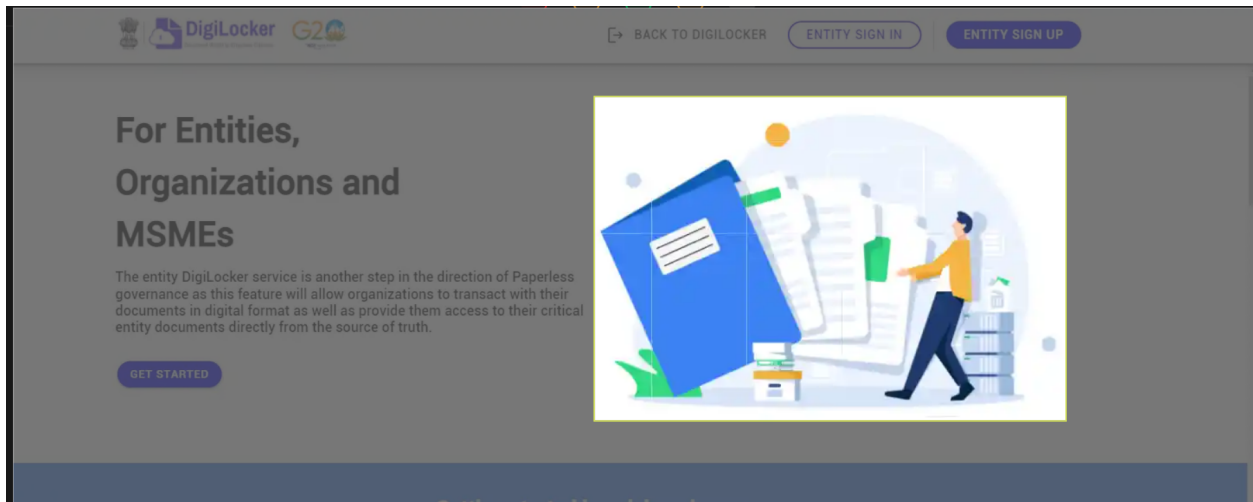 DigiLocker
G20
BACK TO DIGILOCKER
ENTITY SIGN IN
ENTITY SIGN UP
For Entities,
Organizations and
MSMEs
The entity DigiLocker service is another step in the direction of Paperless
governance as this feature will allow organizations to transact with their
documents in digital format as well as provide them access to their critical
entity documents directly from the source of truth.
GET STARTED